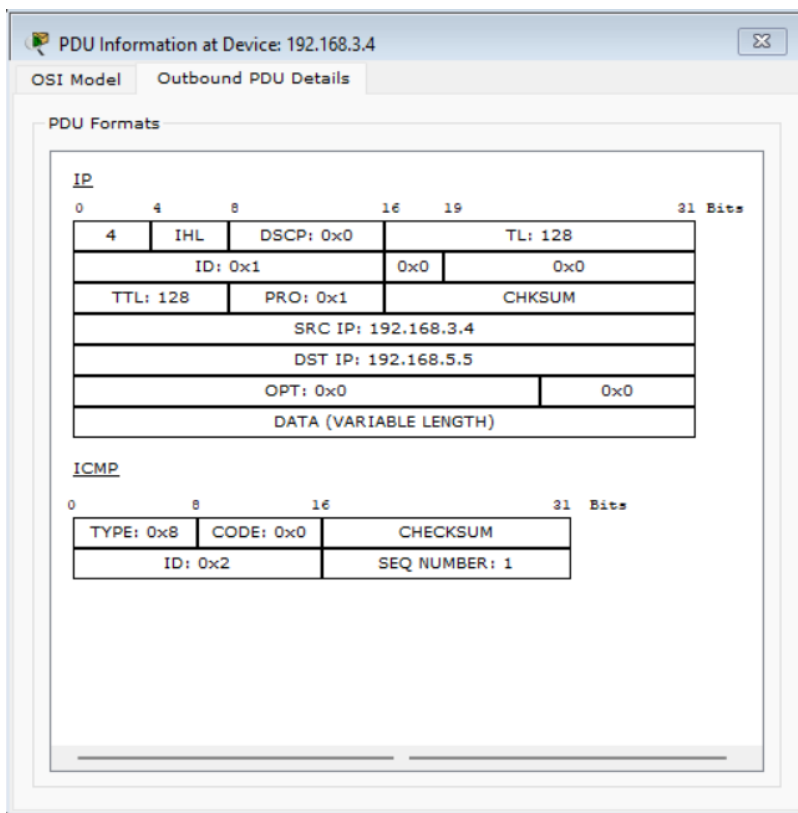 PDU Information at Device: 192.168.3.4
OSI Model Outbound PDU Details
PDU Formats
IP
0 4 8 16 19 31 Bits
4 IHL DSCP: 0x0 TL: 128
ID: 0x1 0x0 0x0
TTL: 128 PRO: 0x1 CHKSUM
SRC IP: 192.168.3.4
DST IP: 192.168.5.5
OPT: 0x0 0x0
DATA (VARIABLE LENGTH)
ICMP
0 8 16 31 Bits
TYPE: 0x8 CODE: 0x0 CHECKSUM
ID: 0x2 SEQ NUMBER: 1